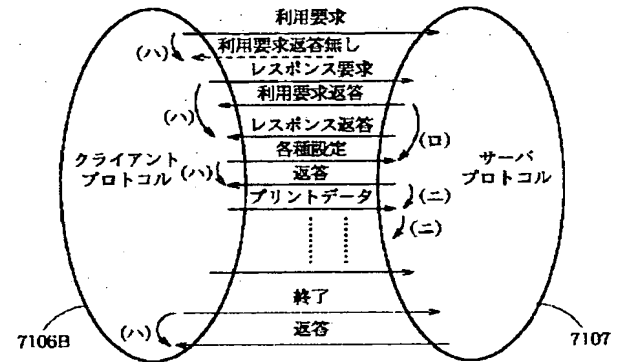 利用要求
(ハ)
利用要求返答無し
レスポンス要求
利用要求返答
(ハ)
レスポンス返答
(ロ)
各種設定
クライアント
プロトコル
(ハ)
返答
サーバ
プロトコル
プリントデータ
(ニ)
(ニ)
終了
(ハ)
返答
7106B
7107